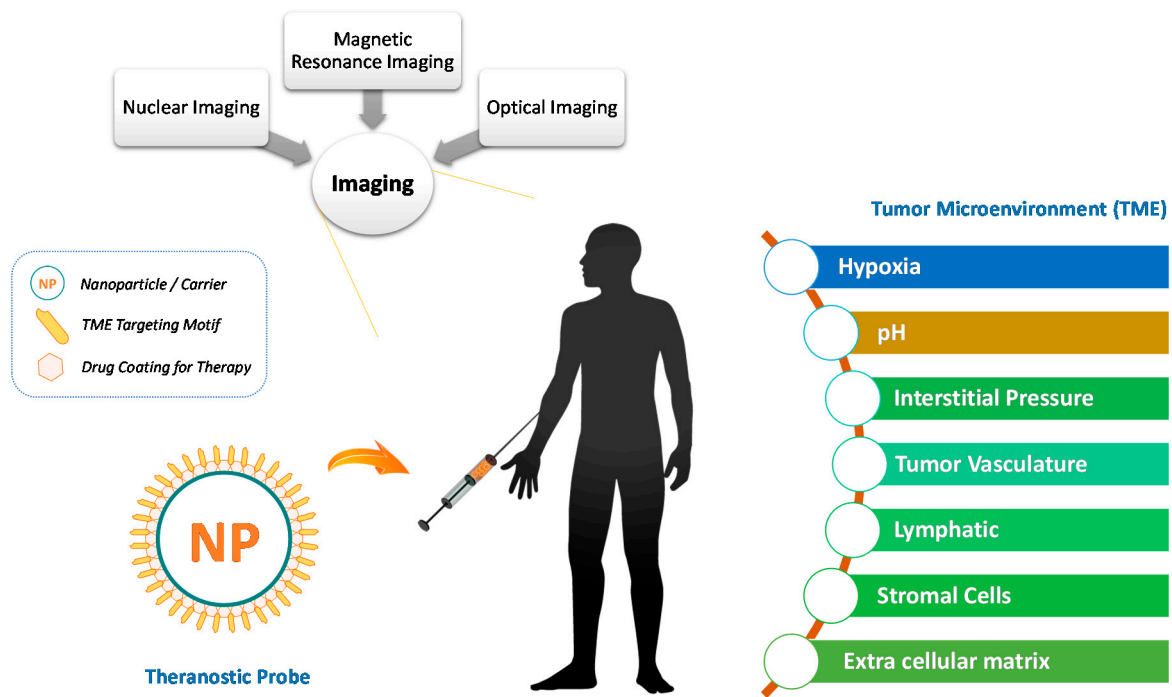 Magnetic
Resonance Imaging
Nuclear Imaging
Optical Imaging
Imaging
NP
Nanoparticle / Carrier
TME Targeting Motif
Drug Coating for Therapy
NP
Theranostic Probe
Tumor Microenvironment (TME)
Hypoxia
pH
Interstitial Pressure
Tumor Vasculature
Lymphatic
Stromal Cells
Extra cellular matrix